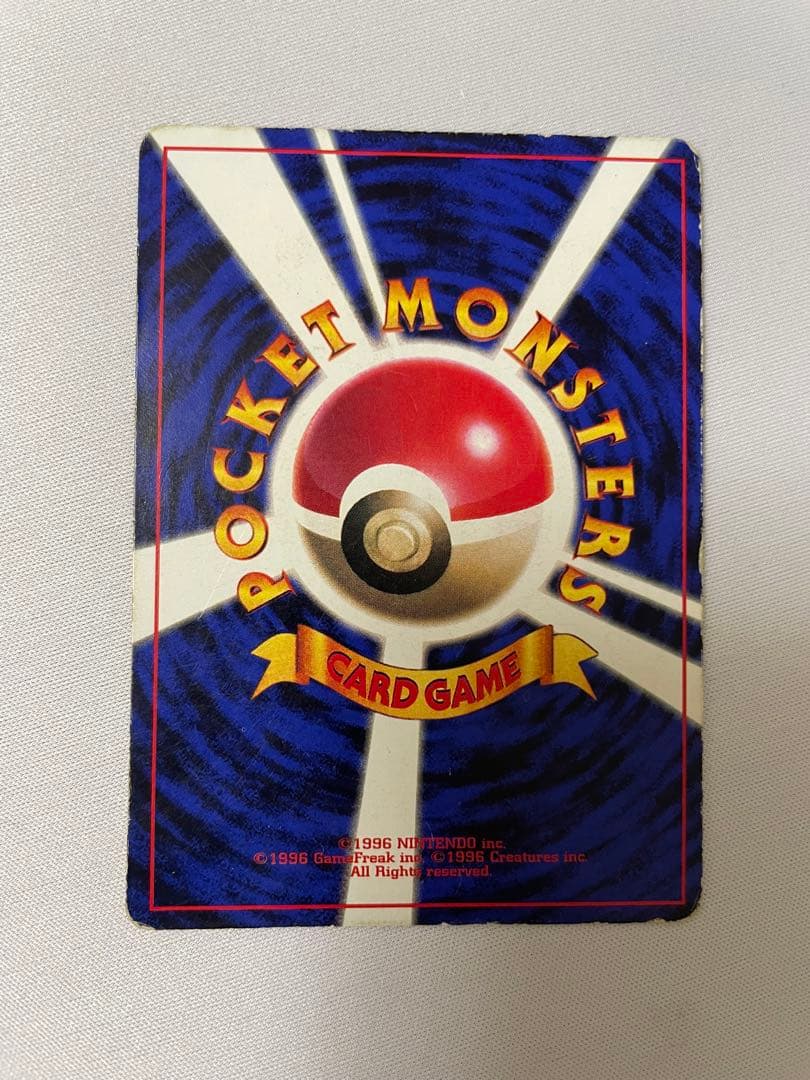 POCKET MONSTERS
CARD GAME
©1996 NINTENDO inc.
©1996 GameFreak inc. ©1996 Creatures inc.
All Rights reserved.